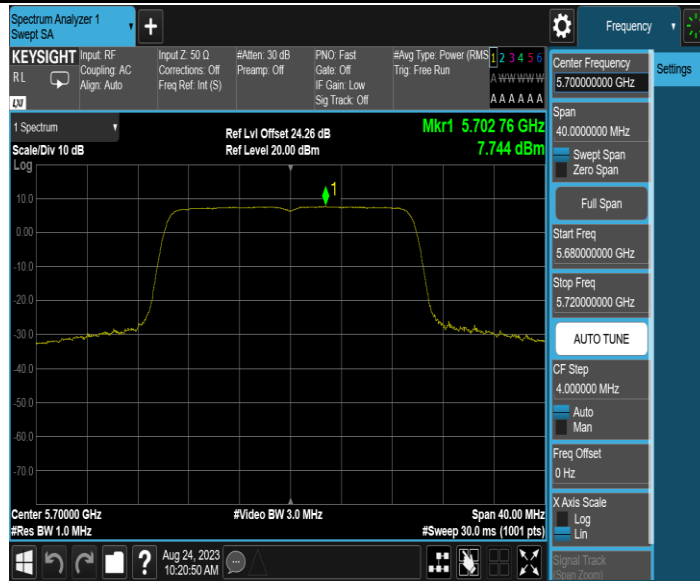 Spectrum Analyzer 1
Swept SA
+
Frequency
KEYSIGHT
RL
LXI
Input: RF
Coupling: AC
Align: Auto
Input Z: 50 Ω
Corrections: Off
Freq Ref: Int (S)
#Atten: 30 dB
Preamp: Off
PNO: Fast
Gate: Off
IF Gain: Low
Sig Track: Off
#Avg Type: Power (RMS
Trig: Free Run
1 2 3 4 5 6
A W W W W W
A A A A A A
1 Spectrum
Scale/Div 10 dB
Log
Ref Lvl Offset 24.26 dB
Ref Level 20.00 dBm
Mkr1 5.702 76 GHz
7.744 dBm
1
10.0
0.00
-10.0
-20.0
-30.0
-40.0
-50.0
-60.0
-70.0
Center 5.70000 GHz
#Res BW 1.0 MHz
#Video BW 3.0 MHz
Span 40.00 MHz
#Sweep 30.0 ms (1001 pts)
?
Aug 24, 2023
10:20:50 AM
Center Frequency
5.700000000 GHz
Settings
Span
40.0000000 MHz
Swept Span
Zero Span
Full Span
Start Freq
5.680000000 GHz
Stop Freq
5.720000000 GHz
AUTO TUNE
CF Step
4.000000 MHz
Auto
Man
Freq Offset
0 Hz
X Axis Scale
Log
Lin
Signal Track
(Span Zoom)